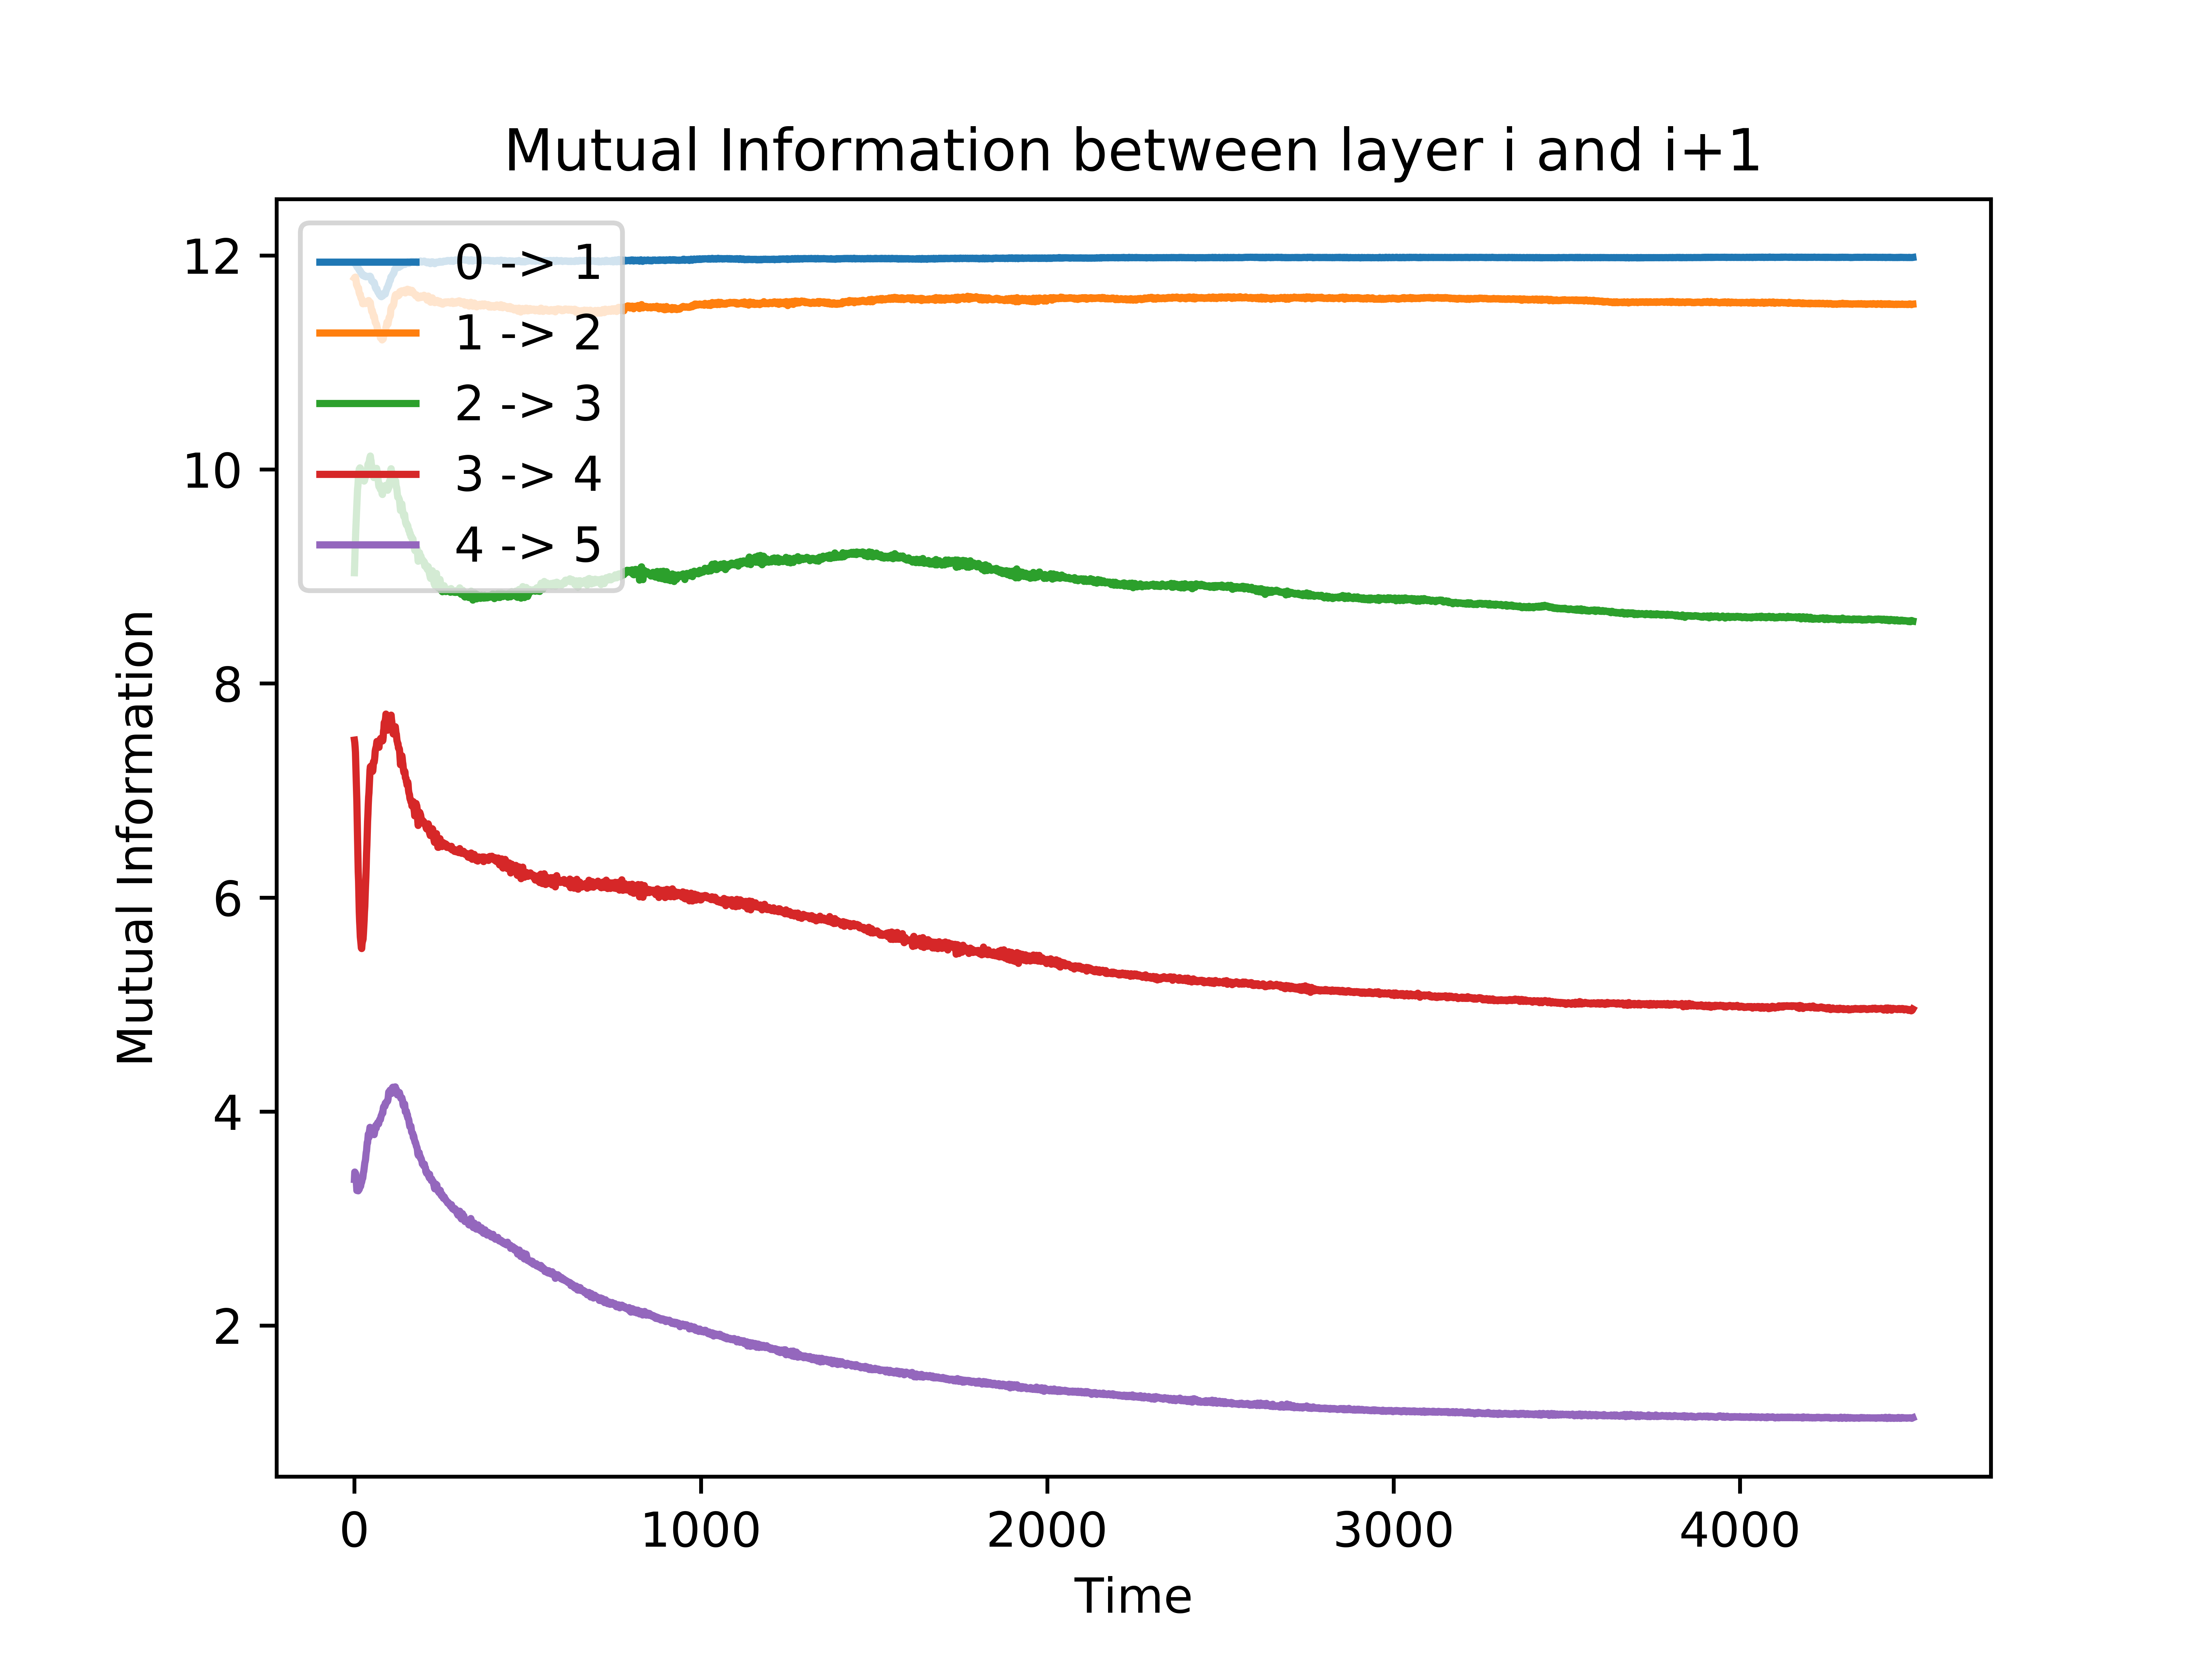 Mutual Information between layer i and i+1
0 -> 1
1 -> 2
2 -> 3
3 -> 4
4 -> 5
12
10
8
6
4
2
Mutual Information
0 1000 2000 3000 4000
Time